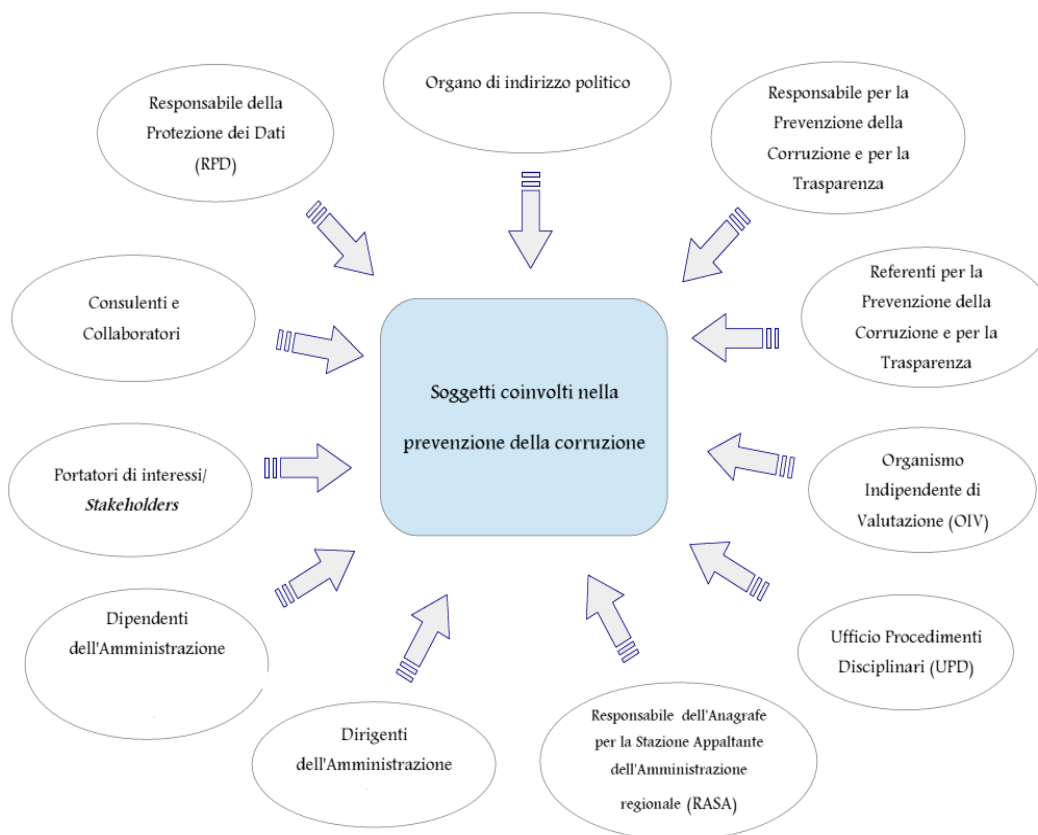 Organo di indirizzo politico
Responsabile per la
Prevenzione della
Corruzione e per la
Trasparenza
Referenti per la
Prevenzione della
Corruzione e per la
Trasparenza
Organismo
Indipendente di
Valutazione (OIV)
Ufficio Procedimenti
Disciplinari (UPD)
Responsabile dell'Anagrafe
per la Stazione Appaltante
dell'Amministrazione
regionale (RASA)
Dirigenti
dell'Amministrazione
Dipendenti
dell'Amministrazione
Portatori di interessi/
Stakeholders
Consulenti e
Collaboratori
Responsabile della
Protezione dei Dati
(RPD)
Soggetti coinvolti nella
prevenzione della corruzione